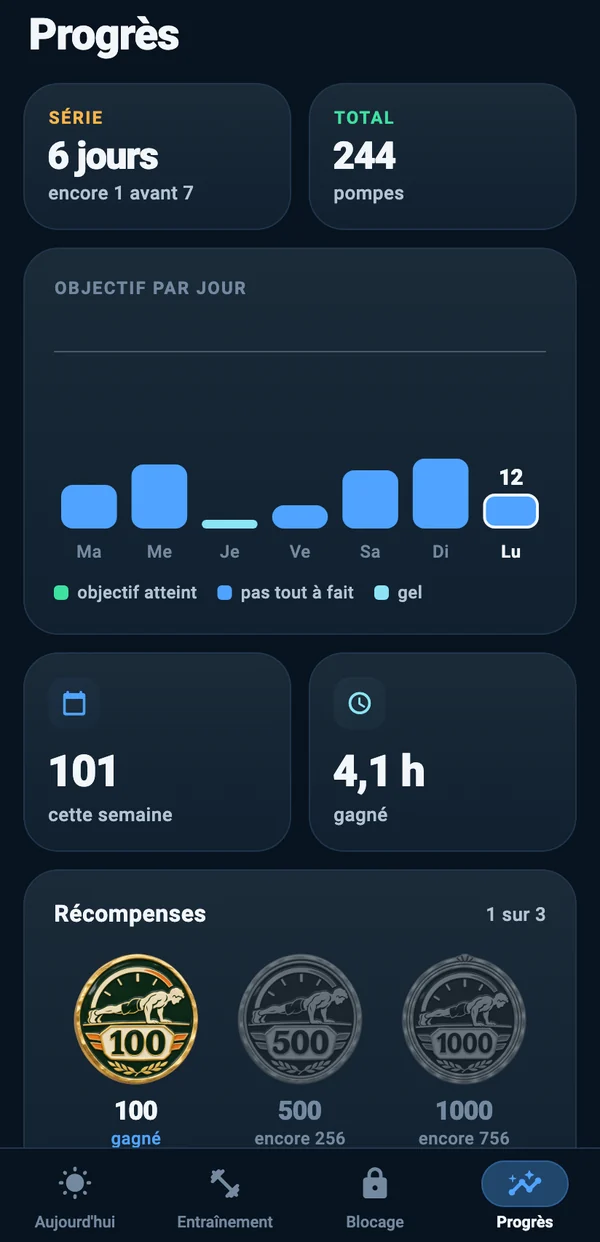 Progrès
SÉRIE
6 jours
encore 1 avant 7
TOTAL
244
pompes
OBJECTIF PAR JOUR
12
Ma Me Je Ve Sa Di Lu
objectif atteint pas tout à fait gel
101
cette semaine
4,1 h
gagné
Récompenses 1 sur 3
100 500 1000
100 500 1000
gagné encore 256 encore 756
Aujourd'hui Entraînement Blocage Progrès